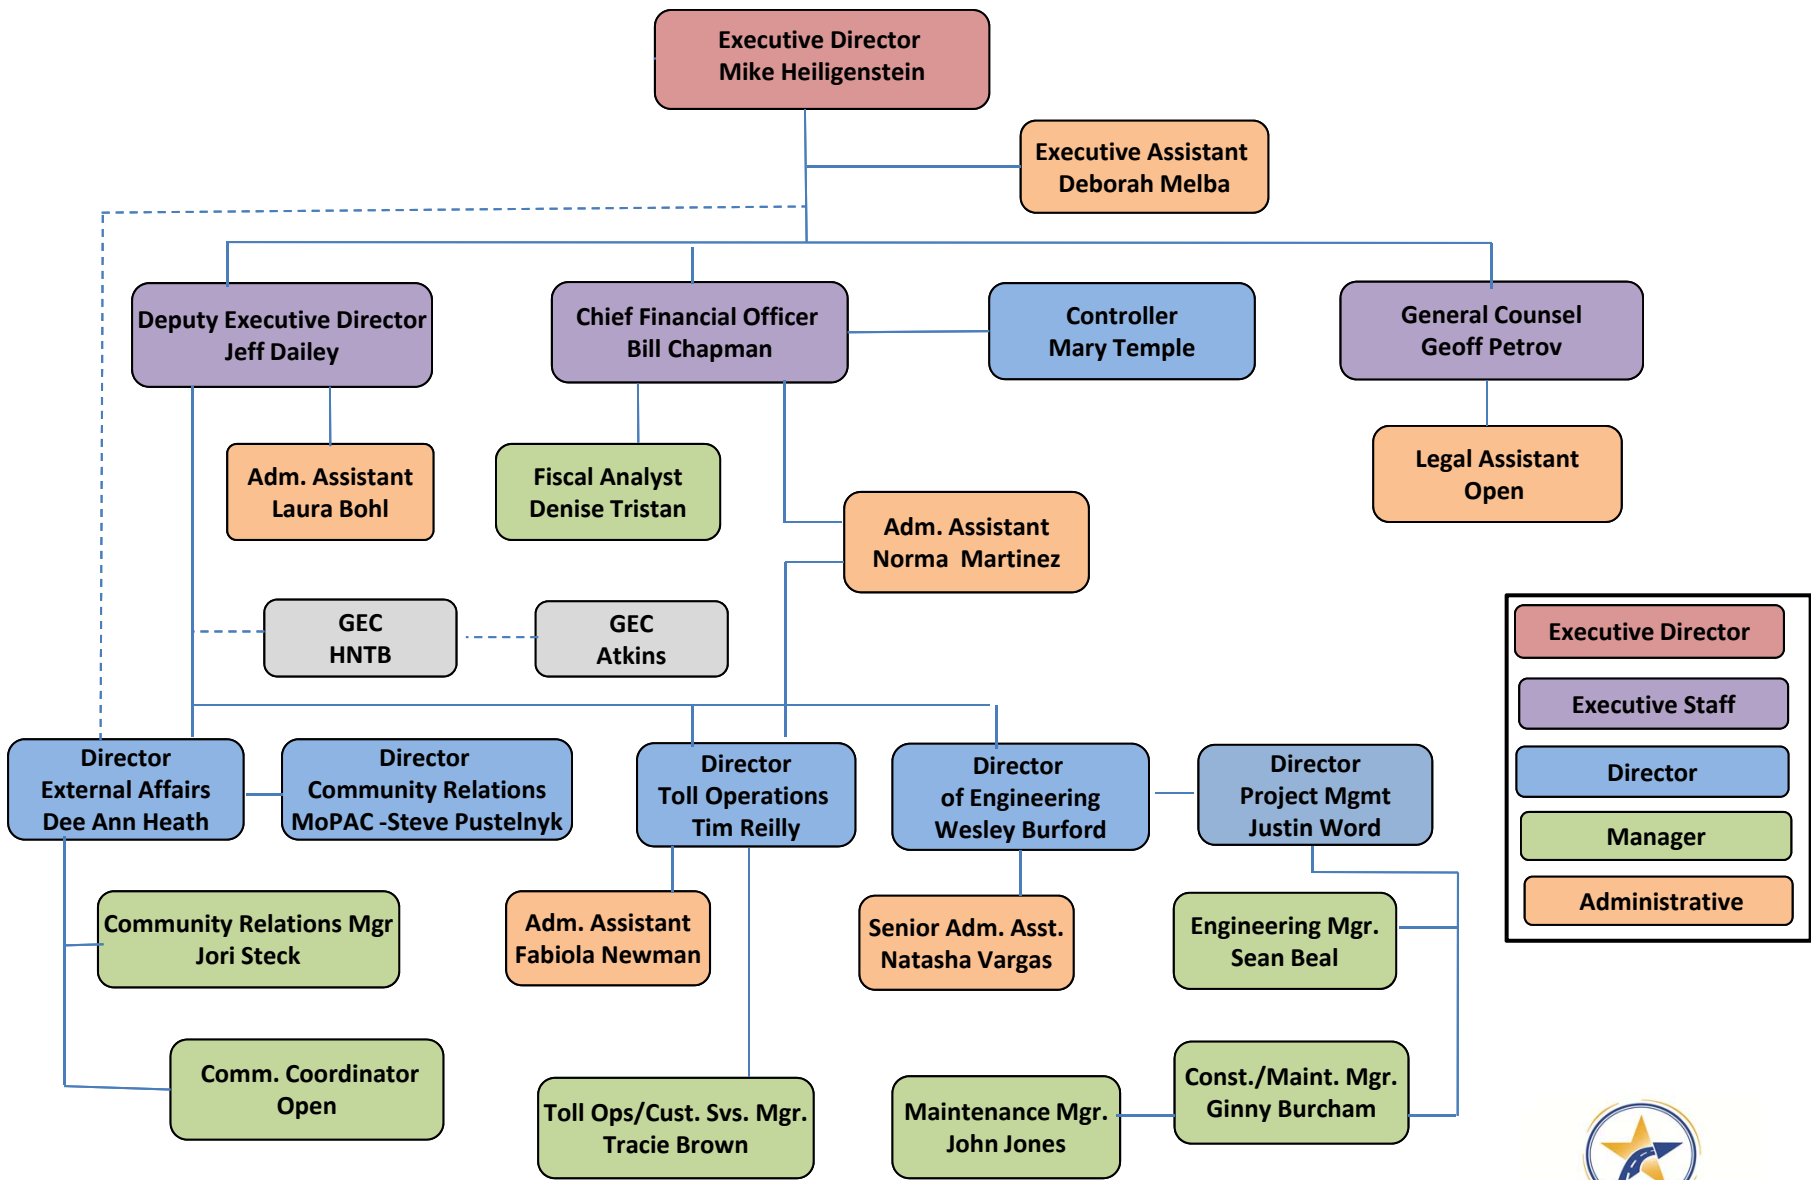 Executive Director
Mike Heiligenstein
Executive Assistant
Deborah Melba
Deputy Executive Director
Jeff Dailey
Chief Financial Officer
Bill Chapman
Controller
Mary Temple
General Counsel
Geoff Petrov
Adm. Assistant
Laura Bohl
Fiscal Analyst
Denise Tristan
Adm. Assistant
Norma Martinez
Legal Assistant
Open
GEC
HNTB
GEC
Atkins
Director
External Affairs
Dee Ann Heath
Director
Community Relations
MoPAC -Steve Pustelnyk
Director
Toll Operations
Tim Reilly
Director
of Engineering
Wesley Burford
Director
Project Mgmt
Justin Word
Community Relations Mgr
Jori Steck
Adm. Assistant
Fabiola Newman
Senior Adm. Asst.
Natasha Vargas
Engineering Mgr.
Sean Beal
Comm. Coordinator
Open
Toll Ops/Cust. Svs. Mgr.
Tracie Brown
Maintenance Mgr.
John Jones
Const./Maint. Mgr.
Ginny Burcham
Executive Director
Executive Staff
Director
Manager
Administrative